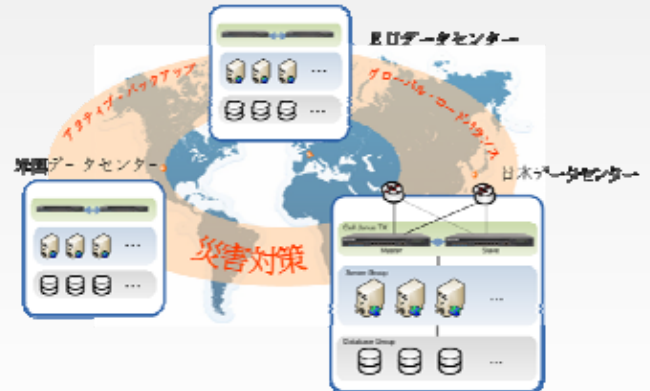 EUデータセンター
アクティブ・バックアップ
グローバル・ロードバランス
米国データセンター
日本データセンター
災害対策
Master
Slave
Server Group
Database Group